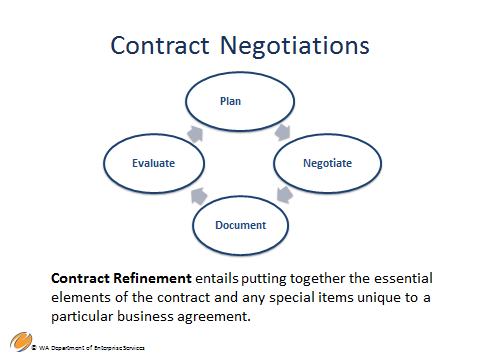 Contract Negotiations
Plan
Evaluate
Negotiate
Document
Contract Refinement entails putting together the essential
elements of the contract and any special items unique to a
particular business agreement.
© WA Department of Enterprise Services